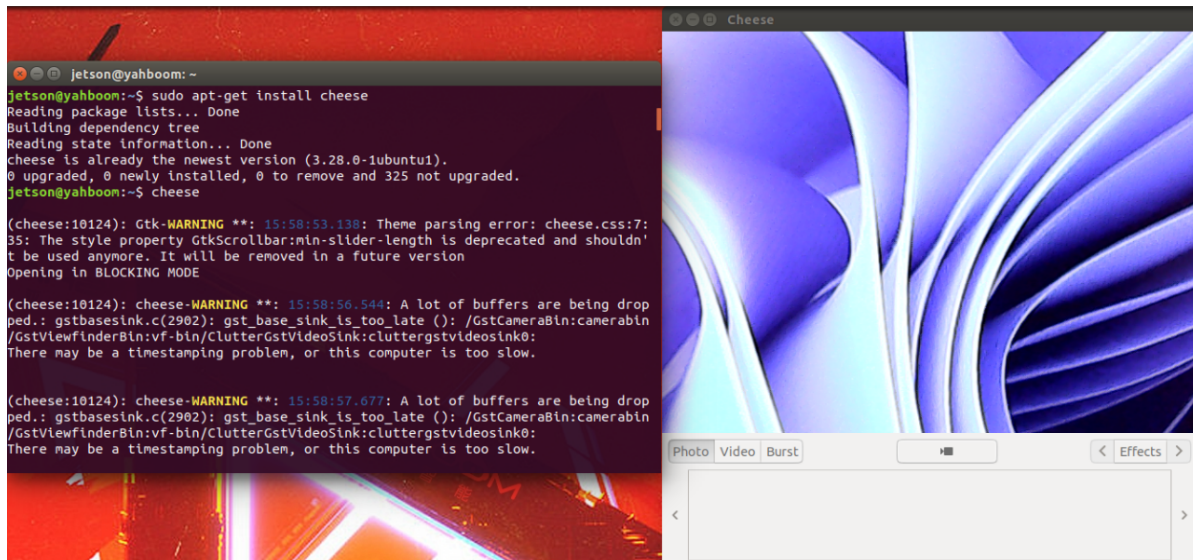 jetson@yahboom: ~
jetson@yahboom:~$ sudo apt-get install cheese
Reading package lists... Done
Building dependency tree
Reading state information... Done
cheese is already the newest version (3.28.0-1ubuntu1).
0 upgraded, 0 newly installed, 0 to remove and 325 not upgraded.
jetson@yahboom:~$ cheese
(cheese:10124): Gtk-WARNING **: 15:58:53.138: Theme parsing error: cheese.css:7:
35: The style property GtkScrollbar:min-slider-length is deprecated and shouldn'
t be used anymore. It will be removed in a future version
Opening in BLOCKING MODE
(cheese:10124): cheese-WARNING **: 15:58:56.544: A lot of buffers are being drop
ped.: gstbasesink.c(2902): gst_base_sink_is_too_late (): /GstCameraBin:camerabin
/GstViewfinderBin:vf-bin/ClutterGstVideoSink:cluttergstvideosink0:
There may be a timestamping problem, or this computer is too slow.
(cheese:10124): cheese-WARNING **: 15:58:57.677: A lot of buffers are being drop
ped.: gstbasesink.c(2902): gst_base_sink_is_too_late (): /GstCameraBin:camerabin
/GstViewfinderBin:vf-bin/ClutterGstVideoSink:cluttergstvideosink0:
There may be a timestamping problem, or this computer is too slow.
Cheese
Photo Video Burst
Effects